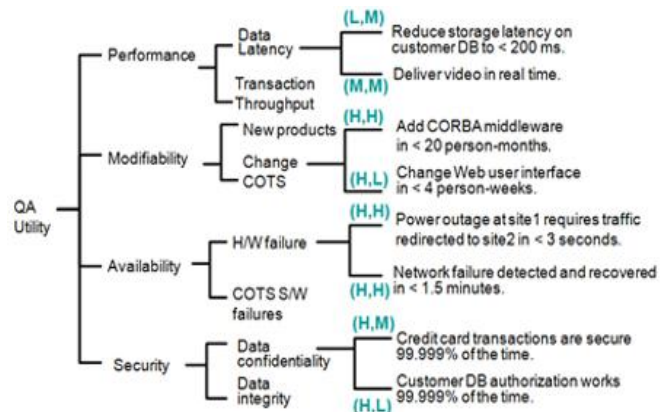 QA
Utility
Performance
Data
Latency
(L,M)
Reduce storage latency on
customer DB to < 200 ms.
(M,M)
Deliver video in real time.
Transaction
Throughput
Modifiability
New products
Change
COTS
(H,H)
Add CORBA middleware
in < 20 person-months.
(H,L)
Change Web user interface
in < 4 person-weeks.
Availability
H/W failure
(H,H)
Power outage at site1 requires traffic
redirected to site2 in < 3 seconds.
(H,H)
Network failure detected and recovered
in < 1.5 minutes.
COTS S/W
failures
Security
Data
confidentiality
(H,M)
Credit card transactions are secure
99.999% of the time.
(H,L)
Customer DB authorization works
99.999% of the time.
Data
integrity